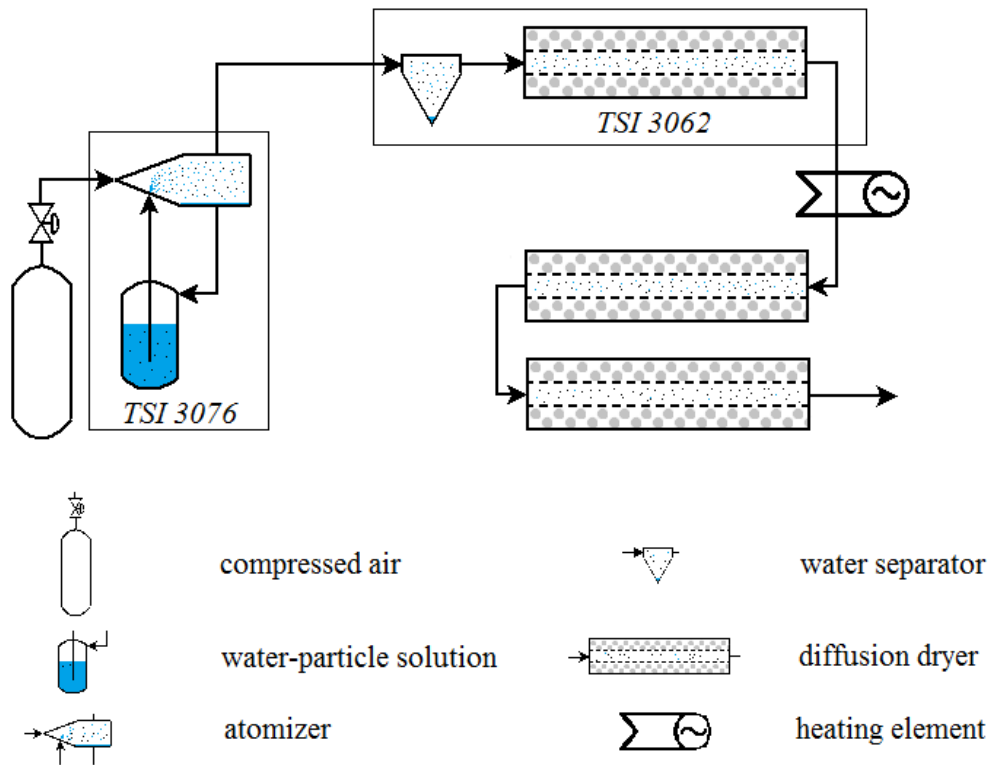 TSI 3062
TSI 3076
compressed air
water separator
water-particle solution
diffusion dryer
atomizer
heating element